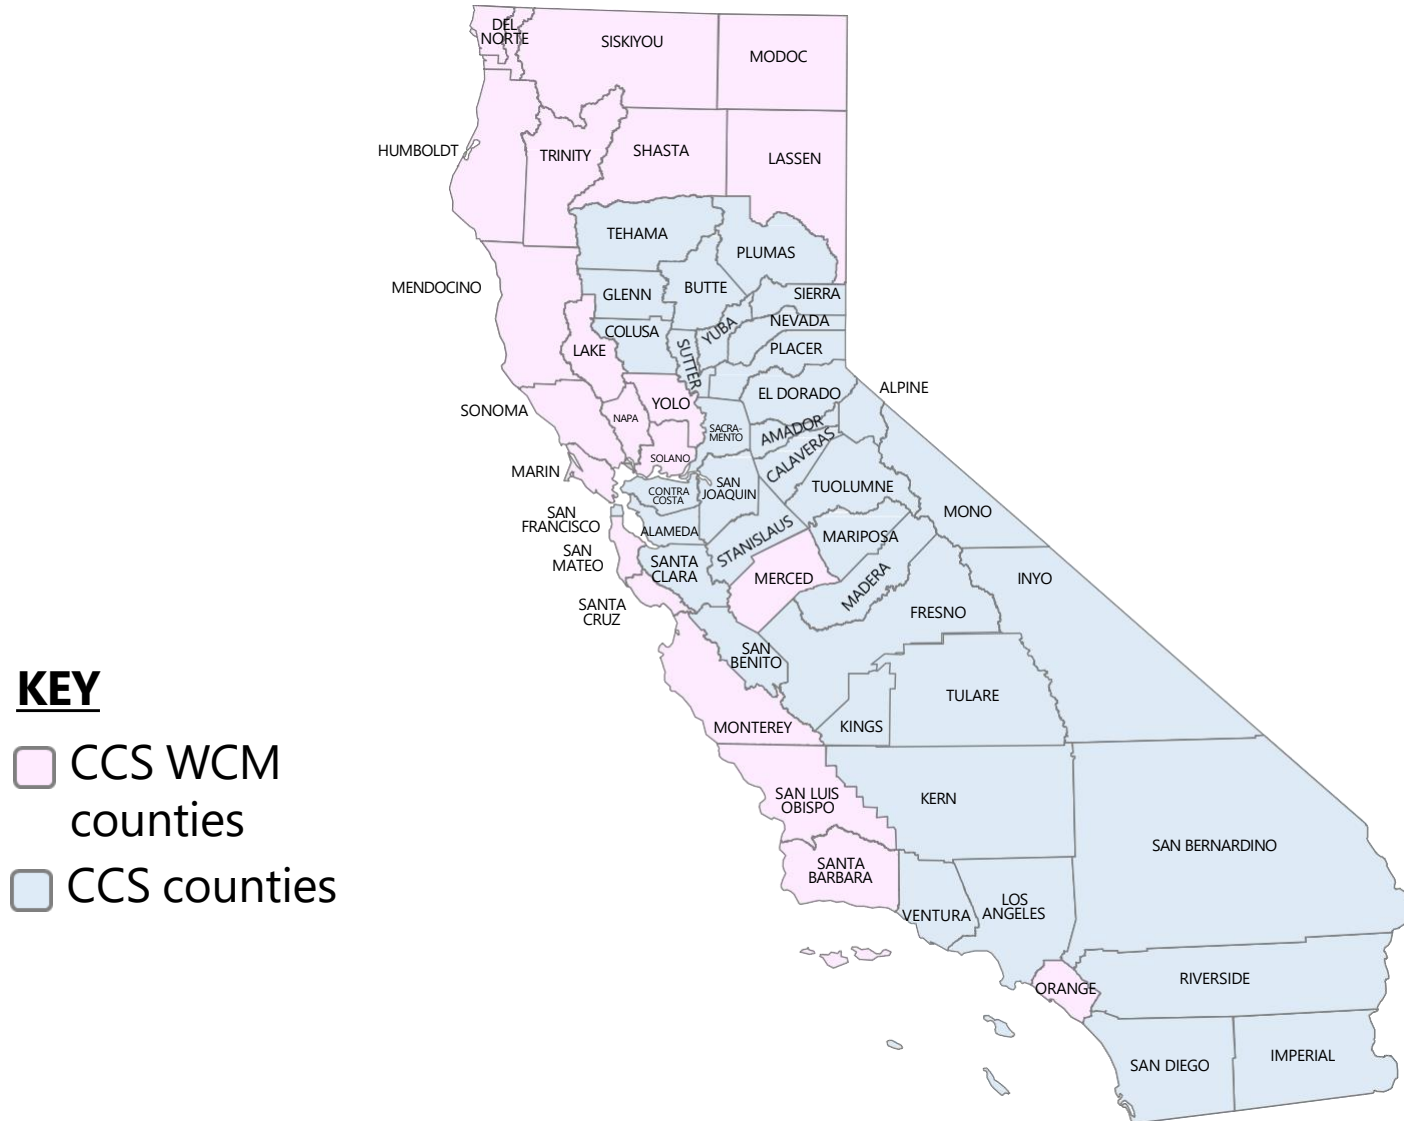 DEL
NORTE
SISKIYOU
MODOC
HUMBOLDT
TRINITY
SHASTA
LASSEN
TEHAMA
PLUMAS
MENDOCINO
GLENN
BUTTE
SIERRA
COLUSA
YUBA
NEVADA
LAKE
SUTTER
PLACER
SONOMA
NAPA
YOLO
EL DORADO
ALPINE
SACRA-
MENTO
AMADOR
MARIN
SOLANO
CALAVERAS
CONTRA
COSTA
SAN
JOAQUIN
TUOLUMNE
MONO
SAN
FRANCISCO
ALAMEDA
STANISLAUS
MARIPOSA
SAN
MATEO
SANTA
CLARA
MERCED
MADERA
INYO
SANTA
CRUZ
FRESNO
SAN
BENITO
KEY
TULARE
MONTEREY
KINGS
CCS WCM
counties
SAN LUIS
OBISPO
KERN
SAN BERNARDINO
CCS counties
SANTA
BARBARA
VENTURA
LOS
ANGELES
ORANGE
RIVERSIDE
SAN DIEGO
IMPERIAL